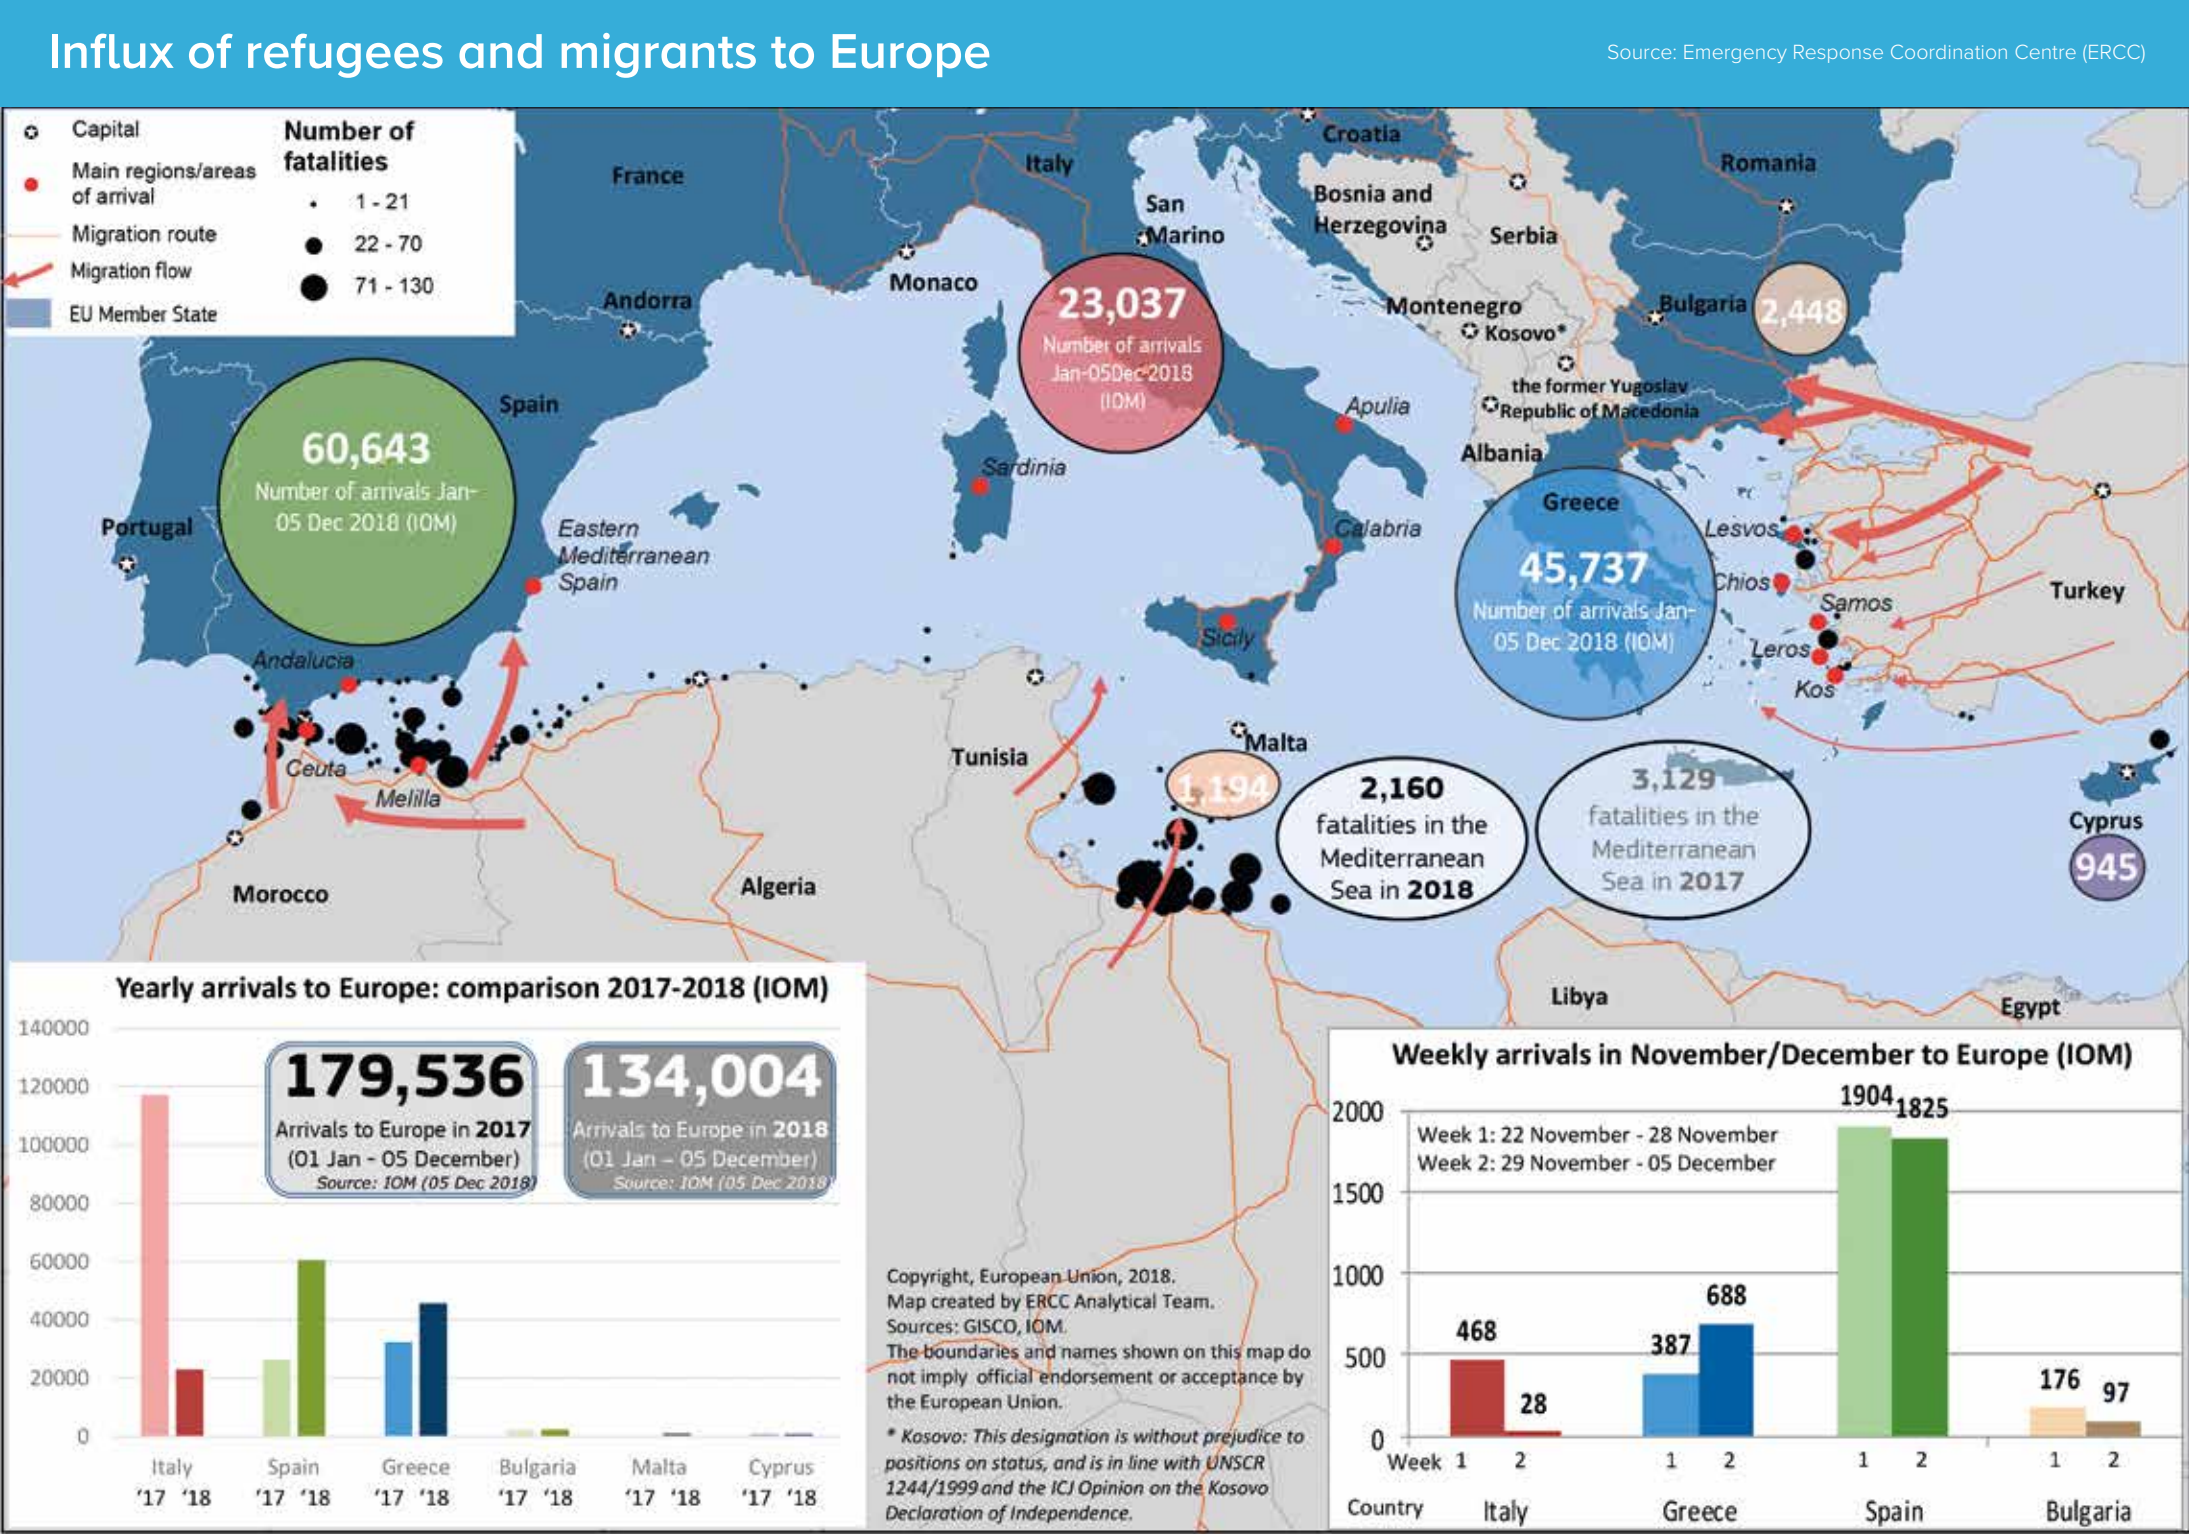 Influx of refugees and migrants to Europe
Source: Emergency Response Coordination Centre (ERCC)
Capital
Main regions/areas
of arrival
Migration route
Migration flow
EU Member State
Number of
fatalities
1 - 21
22 - 70
71 - 130
France
Italy
Croatia
Romania
San
Marino
Bosnia and
Herzegovina
Serbia
Monaco
Andorra
Montenegro
Kosovo*
Bulgaria
2,448
23,037
Number of arrivals
Jan-05Dec 2018
(IOM)
the former Yugoslav
Republic of Macedonia
Albania
Apulia
Spain
60,643
Number of arrivals Jan-
05 Dec 2018 (IOM)
Portugal
Eastern
Mediterranean
Spain
Sardinia
Calabria
Sicily
Greece
45,737
Number of arrivals Jan-
05 Dec 2018 (IOM)
Lesvos
Chios
Samos
Leros
Kos
Turkey
Andalucia
Ceuta
Melilla
Tunisia
Malta
1,194
2,160
fatalities in the
Mediterranean
Sea in 2018
3,129
fatalities in the
Mediterranean
Sea in 2017
Cyprus
945
Morocco
Algeria
Libya
Egypt
Yearly arrivals to Europe: comparison 2017-2018 (IOM)
140000
120000
100000
80000
60000
40000
20000
0
179,536
Arrivals to Europe in 2017
(01 Jan - 05 December)
Source: IOM (05 Dec 2018)
134,004
Arrivals to Europe in 2018
(01 Jan – 05 December)
Source: IOM (05 Dec 2018)
Italy Spain Greece Bulgaria Malta Cyprus
'17 '18 '17 '18 '17 '18 '17 '18 '17 '18 '17 '18
Copyright, European Union, 2018.
Map created by ERCC Analytical Team.
Sources: GISCO, IOM.
The boundaries and names shown on this map do
not imply official endorsement or acceptance by
the European Union.
* Kosovo: This designation is without prejudice to
positions on status, and is in line with UNSCR
1244/1999 and the ICJ Opinion on the Kosovo
Declaration of Independence.
Weekly arrivals in November/December to Europe (IOM)
2000
1500
1000
500
0
Week 1: 22 November - 28 November
Week 2: 29 November - 05 December
468
28
387
688
1904
1825
176
97
Week 1 2 1 2 1 2 1 2
Country Italy Greece Spain Bulgaria